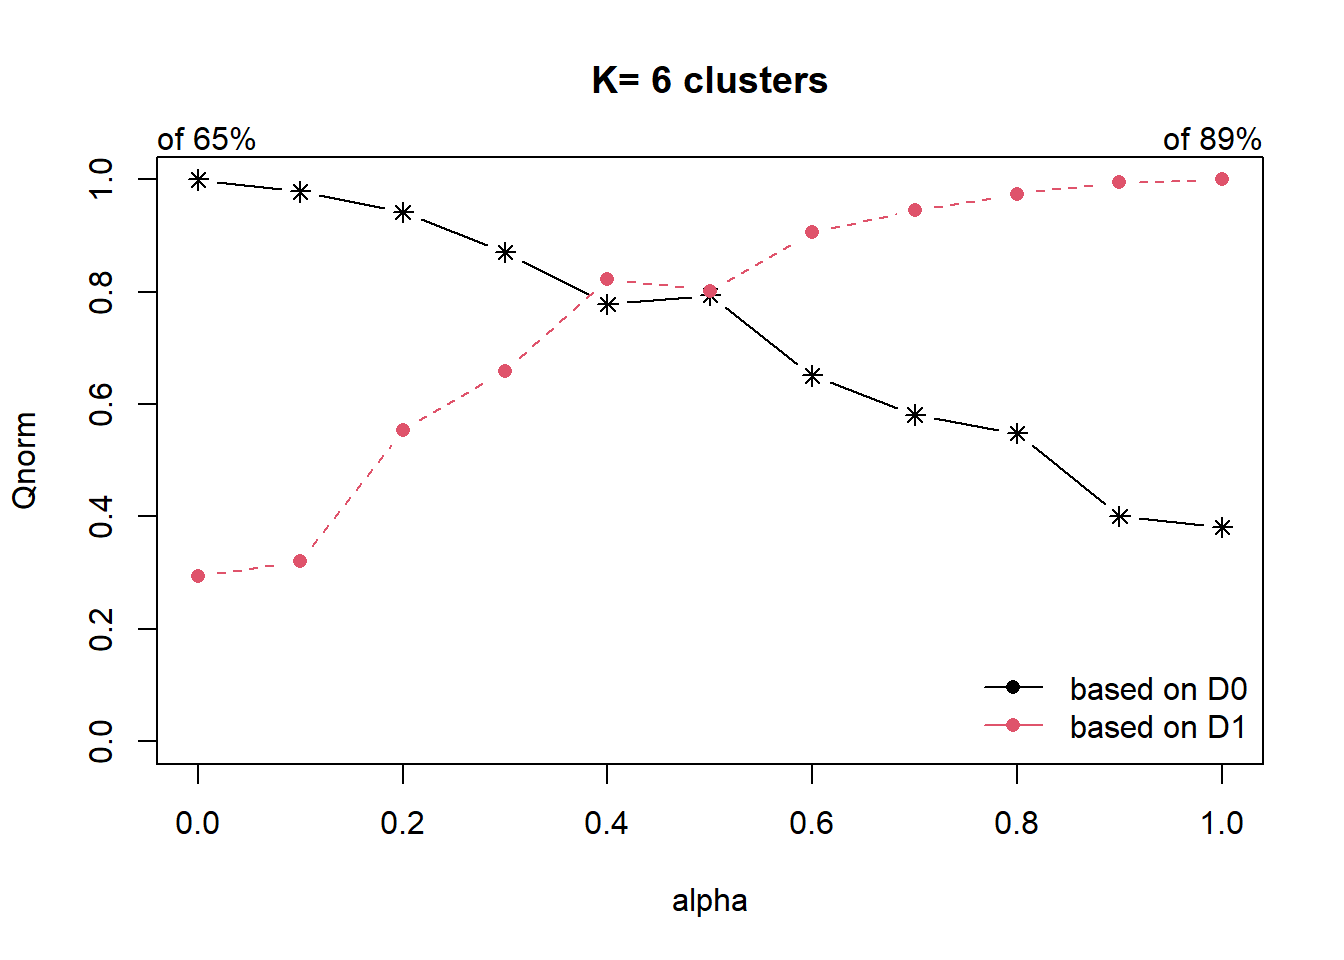 K= 6 clusters
of 65%
of 89%
1.0
0.8
0.6
0.4
0.2
0.0
Qnorm
based on D0
based on D1
0.0 0.2 0.4 0.6 0.8 1.0
alpha